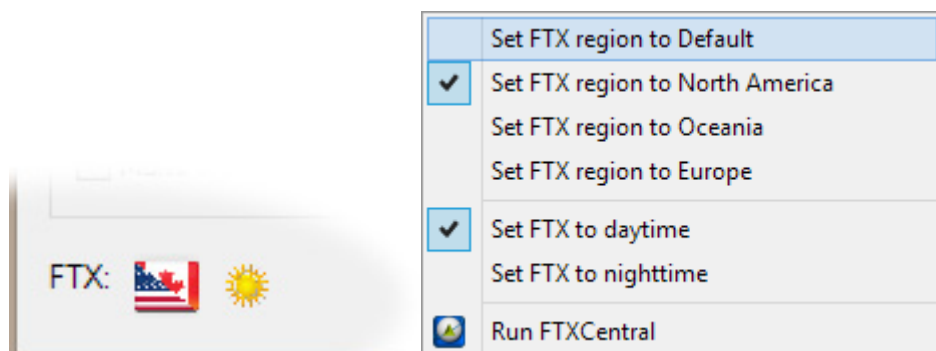 FTX:
Set FTX region to Default
Set FTX region to North America
Set FTX region to Oceania
Set FTX region to Europe
Set FTX to daytime
Set FTX to nighttime
Run FTXCentral